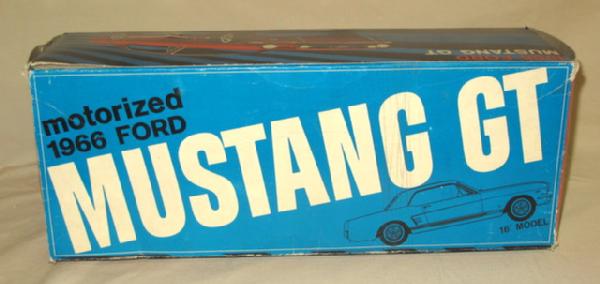 MUSTANG GT
motorized
1966 FORD
MUSTANG GT
16" MODEL